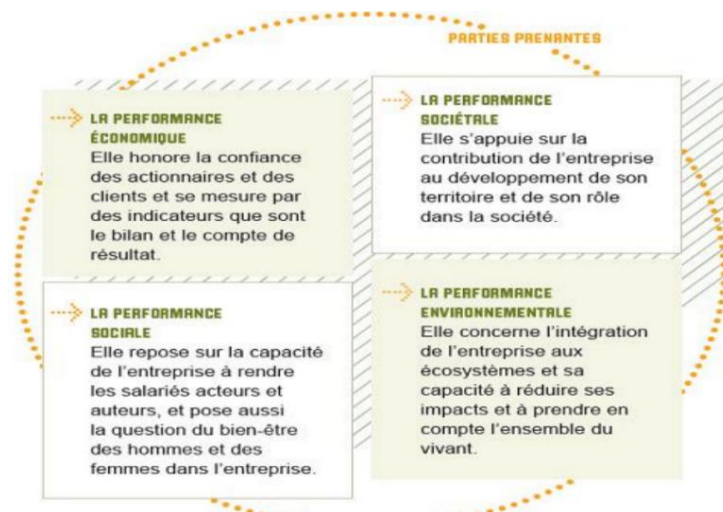 PARTIES PRENANTES
LA PERFORMANCE
ÉCONOMIQUE
Elle honore la confiance
des actionnaires et des
clients et se mesure par
des indicateurs que sont
le bilan et le compte de
résultat.
LA PERFORMANCE
SOCIÉTALE
Elle s'appuie sur la
contribution de l'entreprise
au développement de son
territoire et de son rôle
dans la société.
LA PERFORMANCE
SOCIALE
Elle repose sur la capacité
de l'entreprise à rendre
les salariés acteurs et
auteurs, et pose aussi
la question du bien-être
des hommes et des
femmes dans l'entreprise.
LA PERFORMANCE
ENVIRONNEMENTALE
Elle concerne l'intégration
de l'entreprise aux
écosystèmes et sa
capacité à réduire ses
impacts et à prendre en
compte l'ensemble du
vivant.